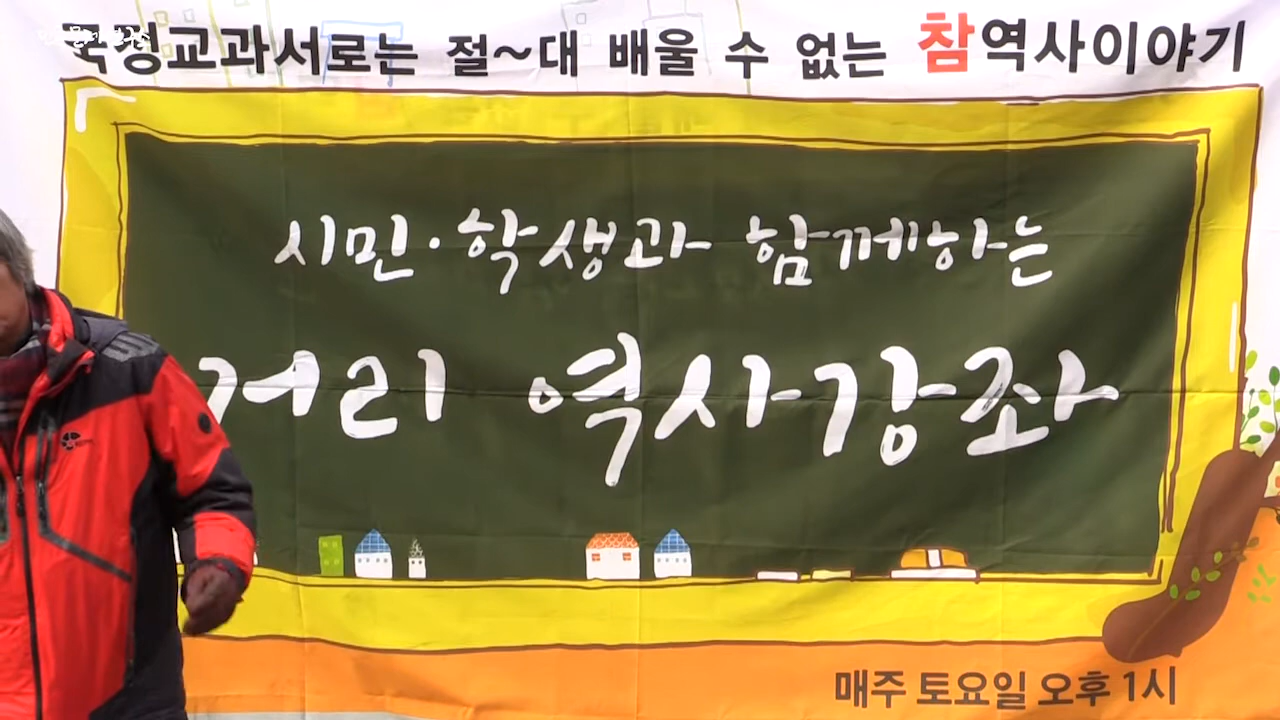 국정교과서로는 절~대 배울 수 없는 참역사이야기
시민·학생과 함께하는
거리 역사강좌
매주 토요일 오후 1시